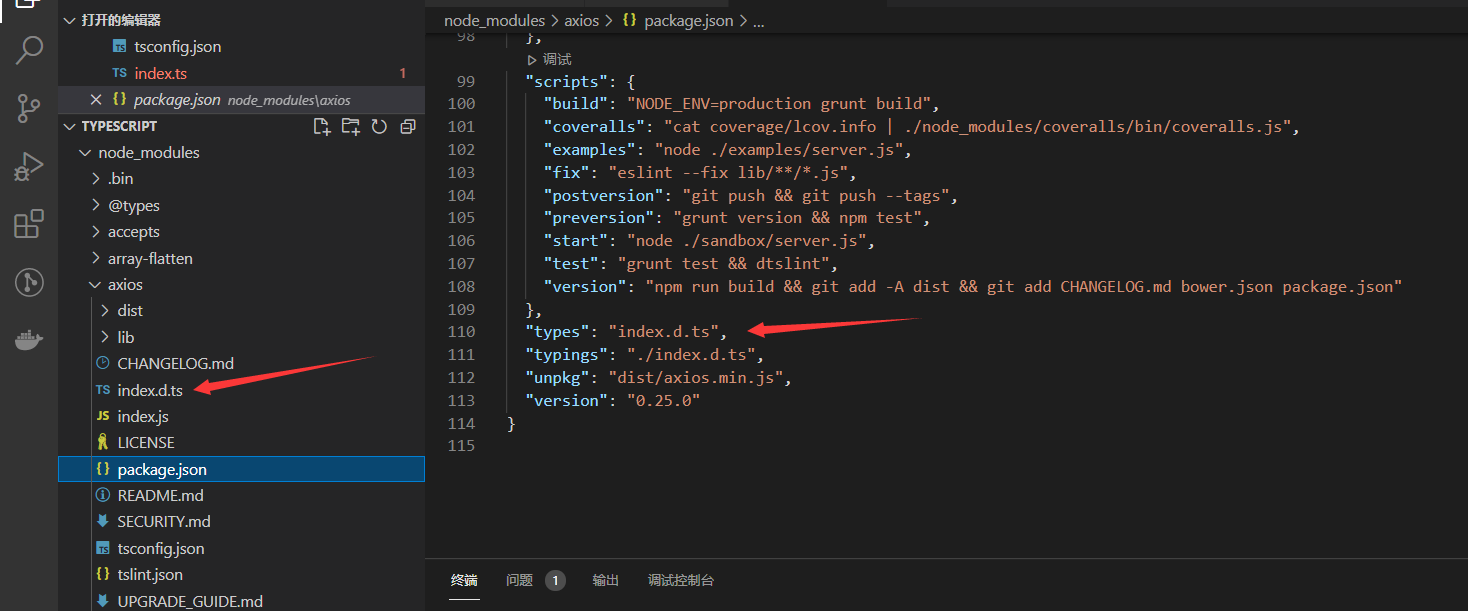 打开的编辑器
tsconfig.json
TS index.ts 1
{} package.json node_modules\axios
TYPESCRIPT
node_modules
.bin
@types
accepts
array-flatten
axios
dist
lib
CHANGELOG.md
TS index.d.ts
JS index.js
LICENSE
{} package.json
README.md
SECURITY.md
tsconfig.json
{} tslint.json
UPGRADE_GUIDE.md
node_modules > axios > {} package.json > ...
98 },
调试
99 "scripts": {
100 "build": "NODE_ENV=production grunt build",
101 "coveralls": "cat coverage/lcov.info | ./node_modules/coveralls/bin/coveralls.js",
102 "examples": "node ./examples/server.js",
103 "fix": "eslint --fix lib/**/*.js",
104 "postversion": "git push && git push --tags",
105 "preversion": "grunt version && npm test",
106 "start": "node ./sandbox/server.js",
107 "test": "grunt test && dtslint",
108 "version": "npm run build && git add -A dist && git add CHANGELOG.md bower.json package.json"
109 },
110 "types": "index.d.ts",
111 "typings": "./index.d.ts",
112 "unpkg": "dist/axios.min.js",
113 "version": "0.25.0"
114 }
115
终端 问题 1 输出 调试控制台